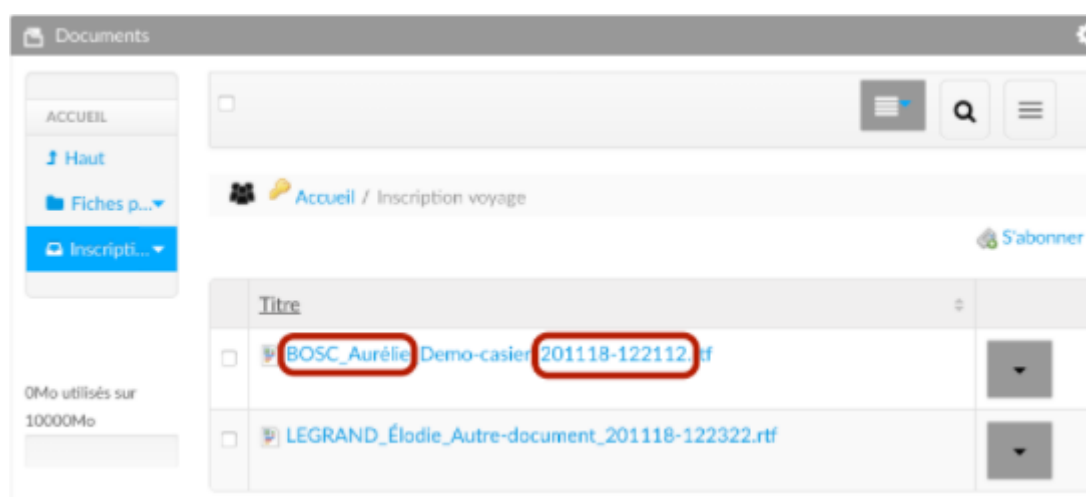 Documents
ACCUEIL
Haut
Fiches p...
Inscripti...
0Mo utilisés sur
10000Mo
Accueil / Inscription voyage
S'abonner
Titre
BOSC_Aurélie_Demo-casier_201118-122112.rtf
LEGRAND_Élodie_Autre-document_201118-122322.rtf